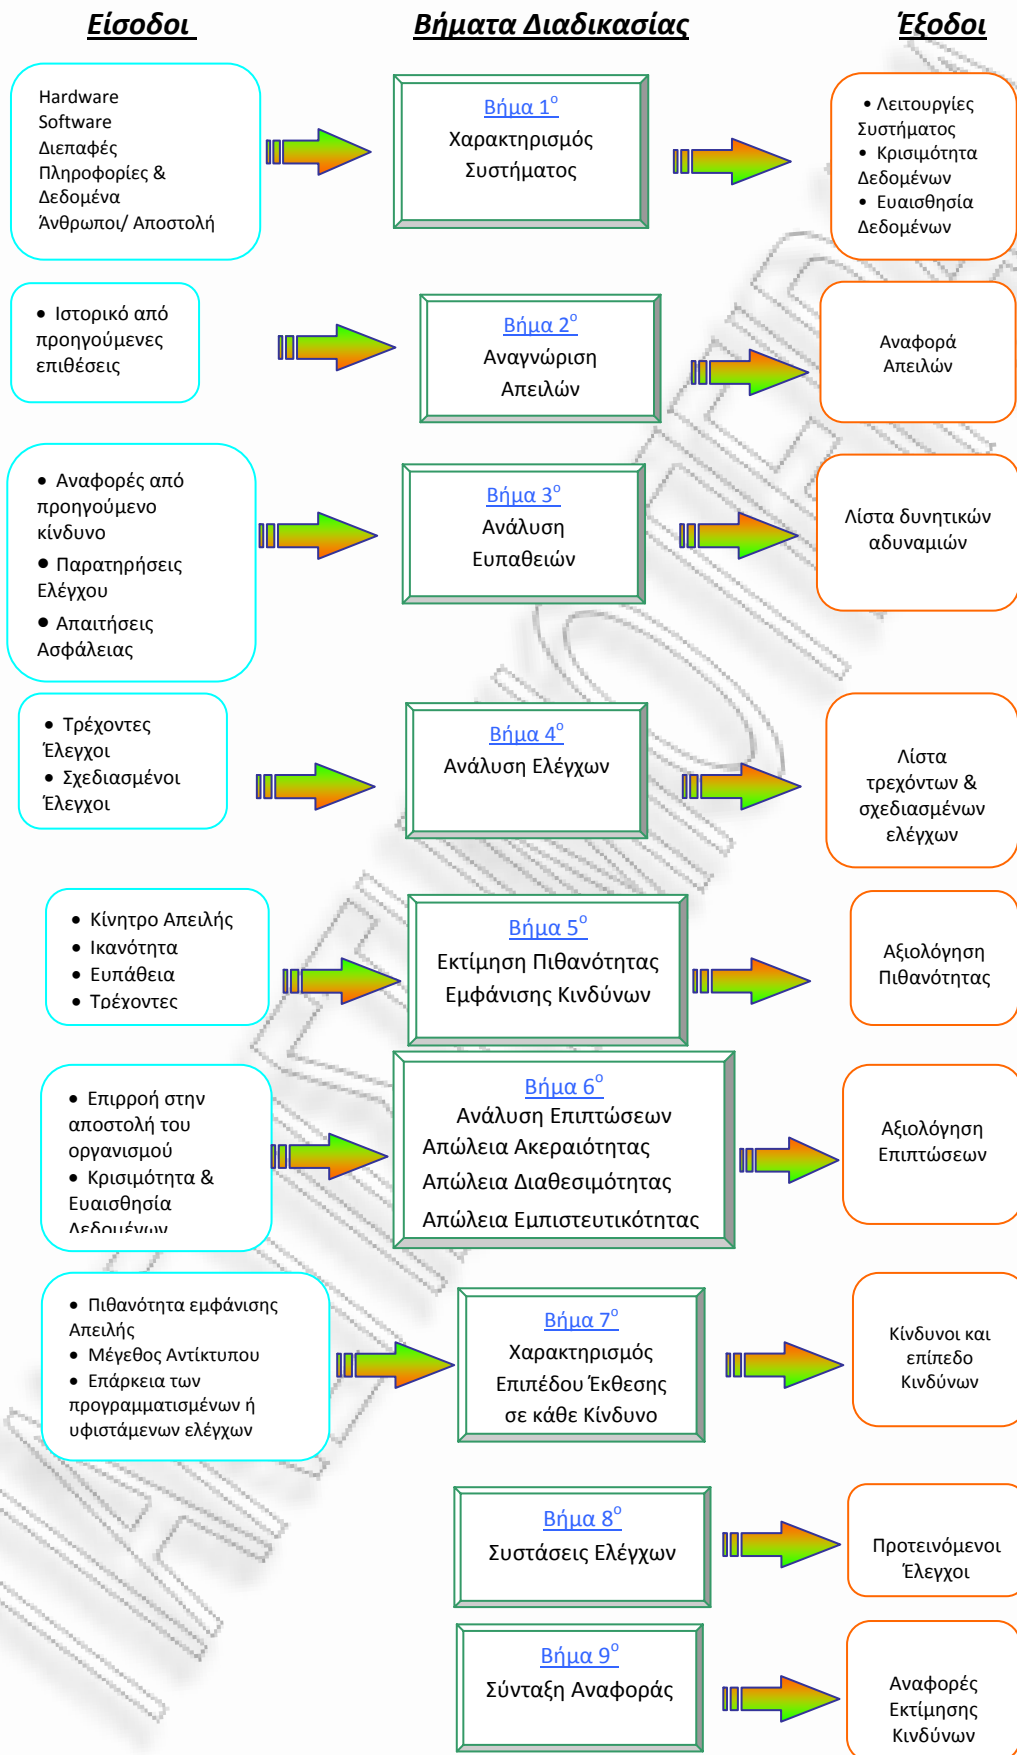 Είσοδοι
Βήματα Διαδικασίας
Έξοδοι
Hardware
Software
Διεπαφές
Πληροφορίες &
Δεδομένα
Άνθρωποι/ Αποστολή
Βήμα 1ο
Χαρακτηρισμός
Συστήματος
• Λειτουργίες
Συστήματος
• Κρισιμότητα
Δεδομένων
• Ευαισθησία
Δεδομένων
• Ιστορικό από
προηγούμενες
επιθέσεις
Βήμα 2ο
Αναγνώριση
Απειλών
Αναφορά
Απειλών
• Αναφορές από
προηγούμενο
κίνδυνο
• Παρατηρήσεις
Ελέγχου
• Απαιτήσεις
Ασφάλειας
Βήμα 3ο
Ανάλυση
Ευπαθειών
Λίστα δυνητικών
αδυναμιών
• Τρέχοντες
Έλεγχοι
• Σχεδιασμένοι
Έλεγχοι
Βήμα 4ο
Ανάλυση Ελέγχων
Λίστα
τρεχόντων &
σχεδιασμένων
ελέγχων
• Κίνητρο Απειλής
• Ικανότητα
• Ευπάθεια
• Τρέχοντες
Βήμα 5ο
Εκτίμηση Πιθανότητας
Εμφάνισης Κινδύνων
Αξιολόγηση
Πιθανότητας
• Επιρροή στην
αποστολή του
οργανισμού
• Κρισιμότητα &
Ευαισθησία
Δεδομένων
Βήμα 6ο
Ανάλυση Επιπτώσεων
Απώλεια Ακεραιότητας
Απώλεια Διαθεσιμότητας
Απώλεια Εμπιστευτικότητας
Αξιολόγηση
Επιπτώσεων
• Πιθανότητα εμφάνισης
Απειλής
• Μέγεθος Αντίκτυπου
• Επάρκεια των
προγραμματισμένων ή
υφιστάμενων ελέγχων
Βήμα 7ο
Χαρακτηρισμός
Επιπέδου Έκθεσης
σε κάθε Κίνδυνο
Κίνδυνοι και
επίπεδο
Κινδύνων
Βήμα 8ο
Συστάσεις Ελέγχων
Προτεινόμενοι
Έλεγχοι
Βήμα 9ο
Σύνταξη Αναφοράς
Αναφορές
Εκτίμησης
Κινδύνων